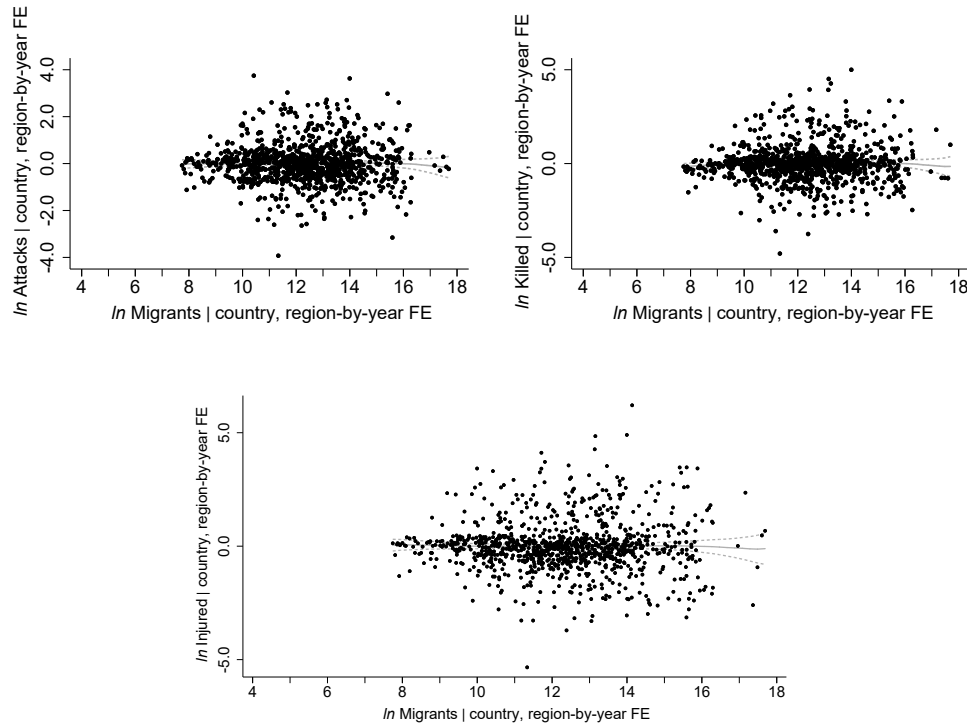 ln Attacks | country, region-by-year FE
4.0
2.0
0.0
-2.0
-4.0
4 6 8 10 12 14 16 18
ln Migrants | country, region-by-year FE
ln Killed | country, region-by-year FE
5.0
0.0
-5.0
4 6 8 10 12 14 16 18
ln Migrants | country, region-by-year FE
ln Injured | country, region-by-year FE
5.0
0.0
-5.0
4 6 8 10 12 14 16 18
ln Migrants | country, region-by-year FE